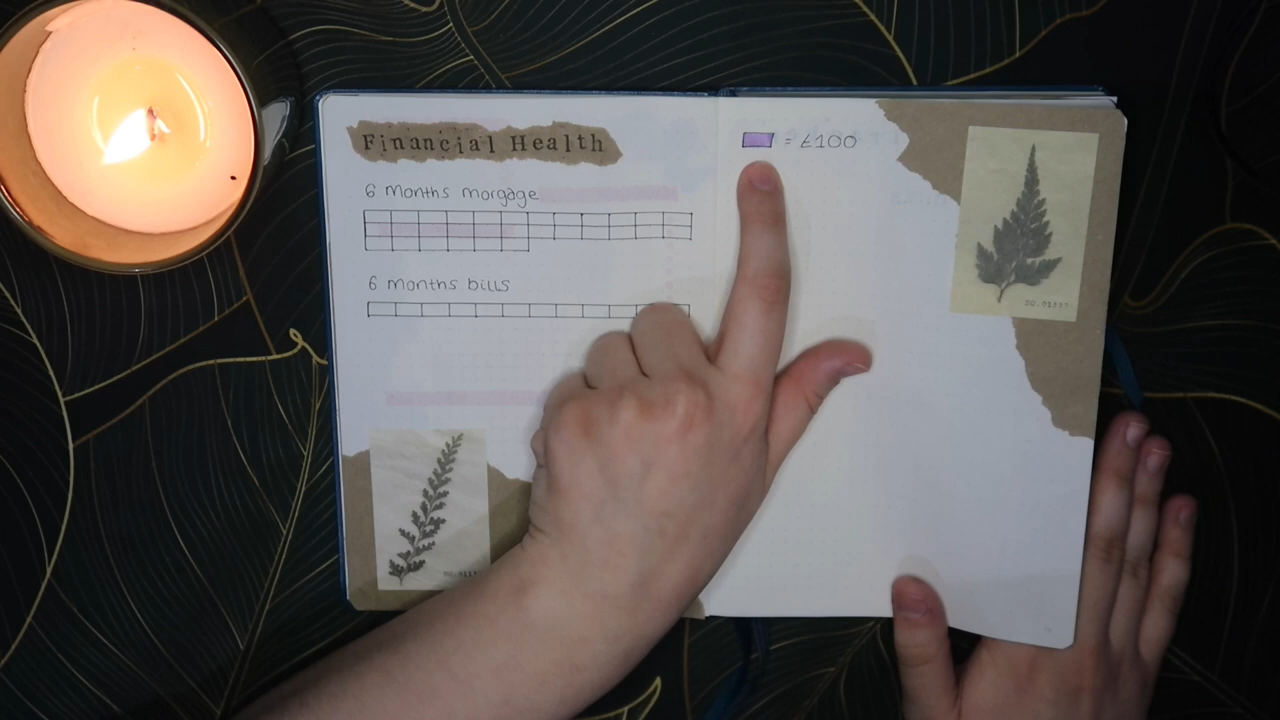 Financial Health
6 Months morgage
6 months bills
= £100